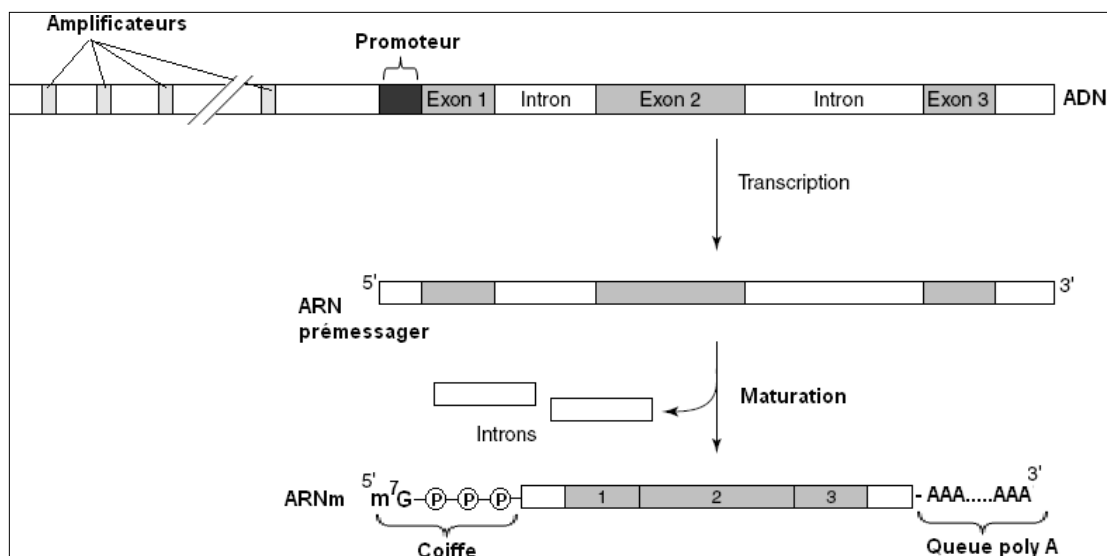 Amplificateurs
Promoteur
Exon 1 Intron Exon 2 Intron Exon 3 ADN
Transcription
5' 3'
ARN
prémessager
Maturation
Introns
5' 3'
ARNm m⁷G-P-P-P- 1 2 3 - AAA.....AAA
Coiffe Queue poly A